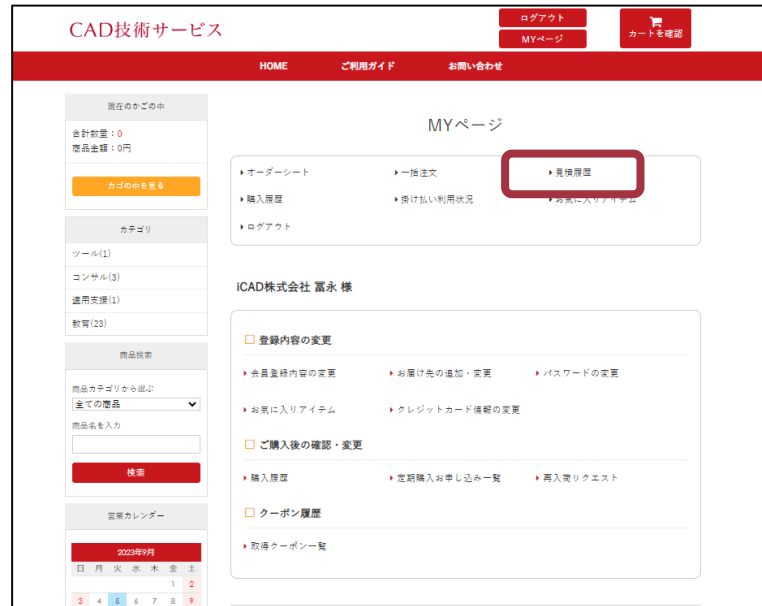 CAD技術サービス
ログアウト
MYページ
カートを確認
HOME ご利用ガイド お問い合わせ
現在のかごの中
合計数量：0
商品金額：0円
カゴの中を見る
カテゴリ
ツール(1)
コンサル(3)
適用支援(1)
教育(23)
商品検索
商品カテゴリから選ぶ
全ての商品
商品名を入力
検索
営業カレンダー
2023年9月
日 月 火 水 木 金 土
1 2
3 4 5 6 7 8 9
MYページ
オーダーシート 一括注文 見積履歴
購入履歴 掛け払い利用状況 お気に入りアイテム
ログアウト
iCAD株式会社 冨永 様
登録内容の変更
会員登録内容の変更 お届け先の追加・変更 パスワードの変更
お気に入りアイテム クレジットカード情報の変更
ご購入後の確認・変更
購入履歴 定期購入お申し込み一覧 再入荷リクエスト
クーポン履歴
取得クーポン一覧